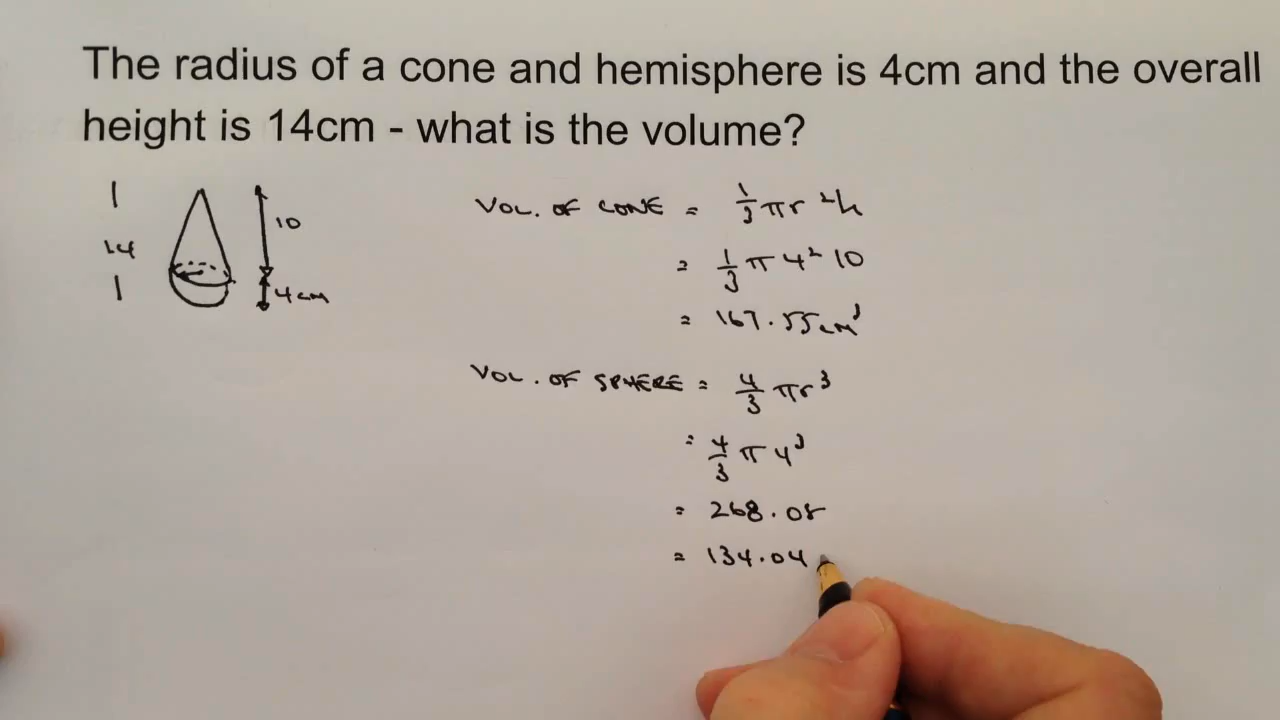 The radius of a cone and hemisphere is 4cm and the overall
height is 14cm - what is the volume?
14
10
4cm
VOL. OF CONE = 1/3 πr²h
= 1/3 π 4² 10
= 167.55cm³
VOL. OF SPHERE = 4/3 πr³
= 4/3 π 4³
= 268.08
= 134.04